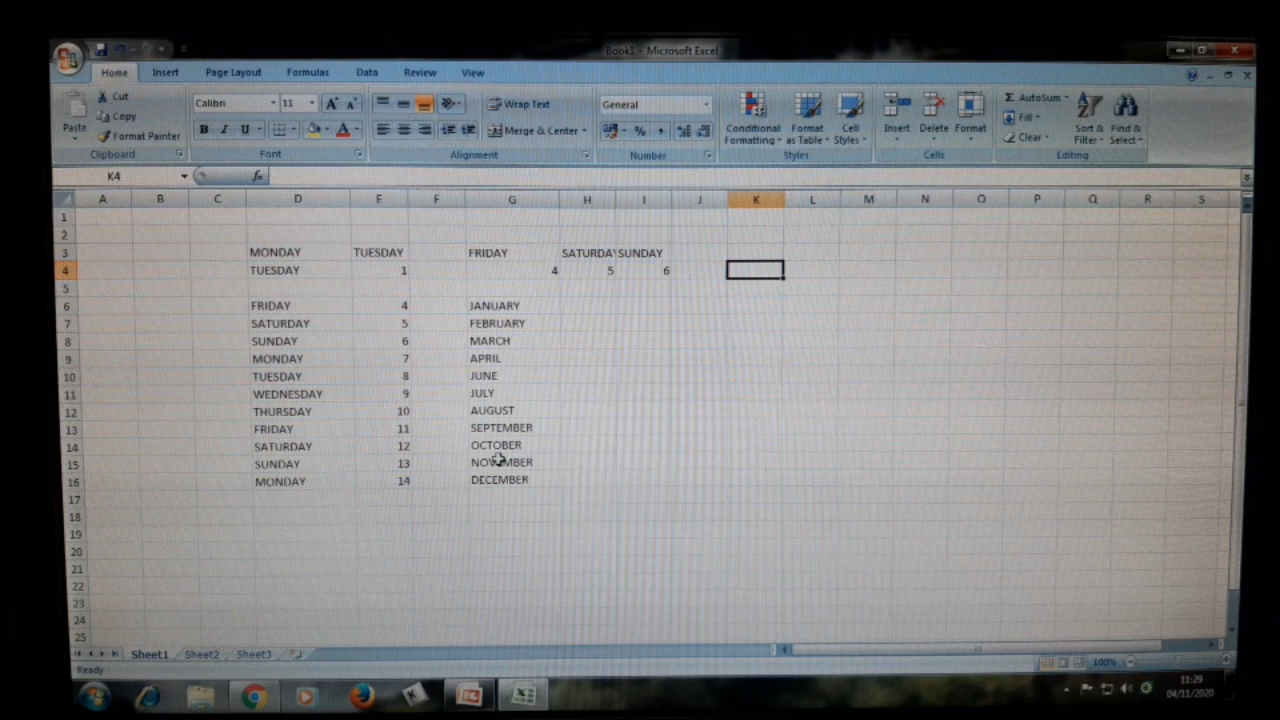 Book1 - Microsoft Excel
Home Insert Page Layout Formulas Data Review View
Cut
Copy
Format Painter
Paste
Clipboard
Calibri 11
B I U A
Font
Wrap Text
Merge & Center
Alignment
General
%
Number
Conditional Formatting
Format as Table
Cell Styles
Styles
Insert Delete Format
Cells
Σ AutoSum
Fill
Clear
Sort & Filter
Find & Select
Editing
K4 fx
A B C D E F G H I J K L M N O P Q R S
1
2
3 MONDAY TUESDAY FRIDAY SATURDAY SUNDAY
4 TUESDAY 1 4 5 6
5
6 FRIDAY 4 JANUARY
7 SATURDAY 5 FEBRUARY
8 SUNDAY 6 MARCH
9 MONDAY 7 APRIL
10 TUESDAY 8 JUNE
11 WEDNESDAY 9 JULY
12 THURSDAY 10 AUGUST
13 FRIDAY 11 SEPTEMBER
14 SATURDAY 12 OCTOBER
15 SUNDAY 13 NOVEMBER
16 MONDAY 14 DECEMBER
17
18
19
20
21
22
23
24
25
Sheet1 Sheet2 Sheet3
Ready 100%
11:29
04/11/2020